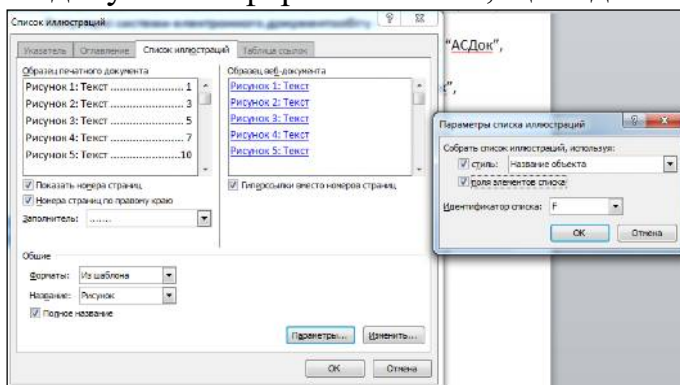 Список иллюстраций
Указатель Оглавление Список иллюстраций Таблица ссылок
Образец печатного документа
Рисунок 1: Текст ........................ 1
Рисунок 2: Текст ........................ 3
Рисунок 3: Текст ........................ 5
Рисунок 4: Текст ........................ 7
Рисунок 5: Текст ........................10
Образец веб-документа
Рисунок 1: Текст
Рисунок 2: Текст
Рисунок 3: Текст
Рисунок 4: Текст
Рисунок 5: Текст
Показать номера страниц
Номера страниц по правому краю
Заполнитель: .......
Гиперссылки вместо номеров страниц
Общие
Форматы: Из шаблона
Название: Рисунок
Полное название
Параметры... Изменить...
ОК Отмена
"АСДок",
",
Параметры списка иллюстраций
Собрать список иллюстраций, используя:
стиль: Название объекта
поля элементов списка
Идентификатор списка: F
ОК Отмена